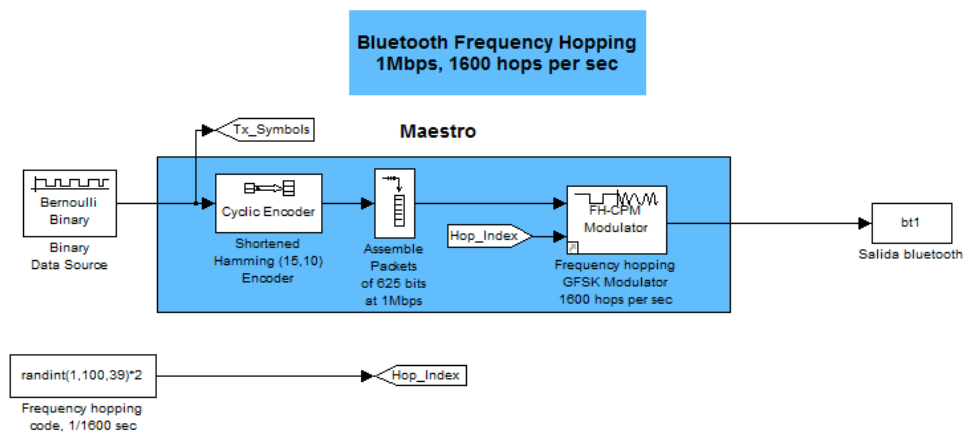 Bluetooth Frequency Hopping
1Mbps, 1600 hops per sec
Maestro
Tx_Symbols
Bernoulli
Binary
Binary
Data Source
Cyclic Encoder
Shortened
Hamming (15,10)
Encoder
Assemble
Packets
of 625 bits
at 1Mbps
Hop_Index
FH-CPM
Modulator
Frequency hopping
GFSK Modulator
1600 hops per sec
bt1
Salida bluetooth
randint(1,100,39)*2
Frequency hopping
code, 1/1600 sec
Hop_Index